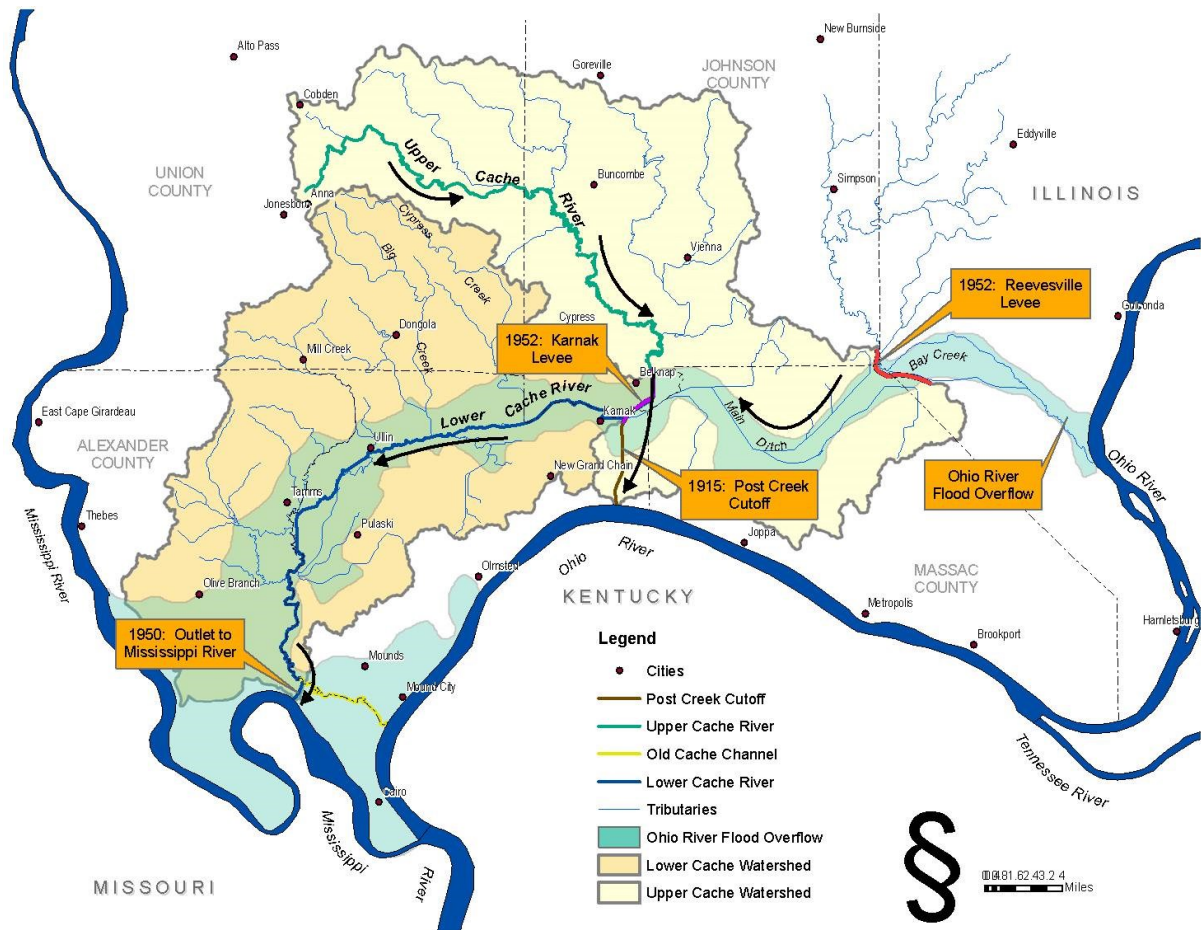 New Burnside
Alto Pass
JOHNSON
COUNTY
Goreville
Cobden
Eddyville
UNION
COUNTY
Upper
Cache
River
Buncombe
Simpson
ILLINOIS
Anna
Jonesboro
Cypress
Big
Creek
Vienna
1952: Reevesville
Levee
Golconda
Cypress
1952: Karnak
Levee
Dongola
Creek
Mill Creek
Bay Creek
Belknap
Lower
Cache River
Main
Ditch
Karnak
East Cape Girardeau
ALEXANDER
COUNTY
Ullin
New Grand Chain
1915: Post Creek
Cutoff
Ohio River
Flood Overflow
Ohio River
Tamms
Thebes
Mississippi River
Pulaski
Joppa
Ohio
River
Olmsted
KENTUCKY
MASSAC
COUNTY
Olive Branch
Metropolis
Hamletsburg
Brookport
1950: Outlet to
Mississippi River
Mounds
Mound City
Cairo
Mississippi
River
Tennessee River
MISSOURI
Legend
Cities
Post Creek Cutoff
Upper Cache River
Old Cache Channel
Lower Cache River
Tributaries
Ohio River Flood Overflow
Lower Cache Watershed
Upper Cache Watershed
§
Miles